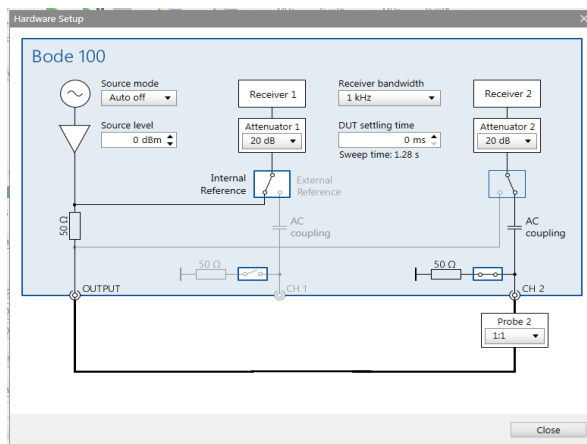 Hardware Setup
Bode 100
Source mode
Auto off
Source level
0 dBm
Receiver 1
Attenuator 1
20 dB
Receiver bandwidth
1 kHz
DUT settling time
0 ms
Sweep time: 1.28 s
Receiver 2
Attenuator 2
20 dB
Internal
Reference
External
Reference
50 Ω
AC
coupling
AC
coupling
50 Ω
50 Ω
OUTPUT
CH 1
CH 2
Probe 2
1:1
Close